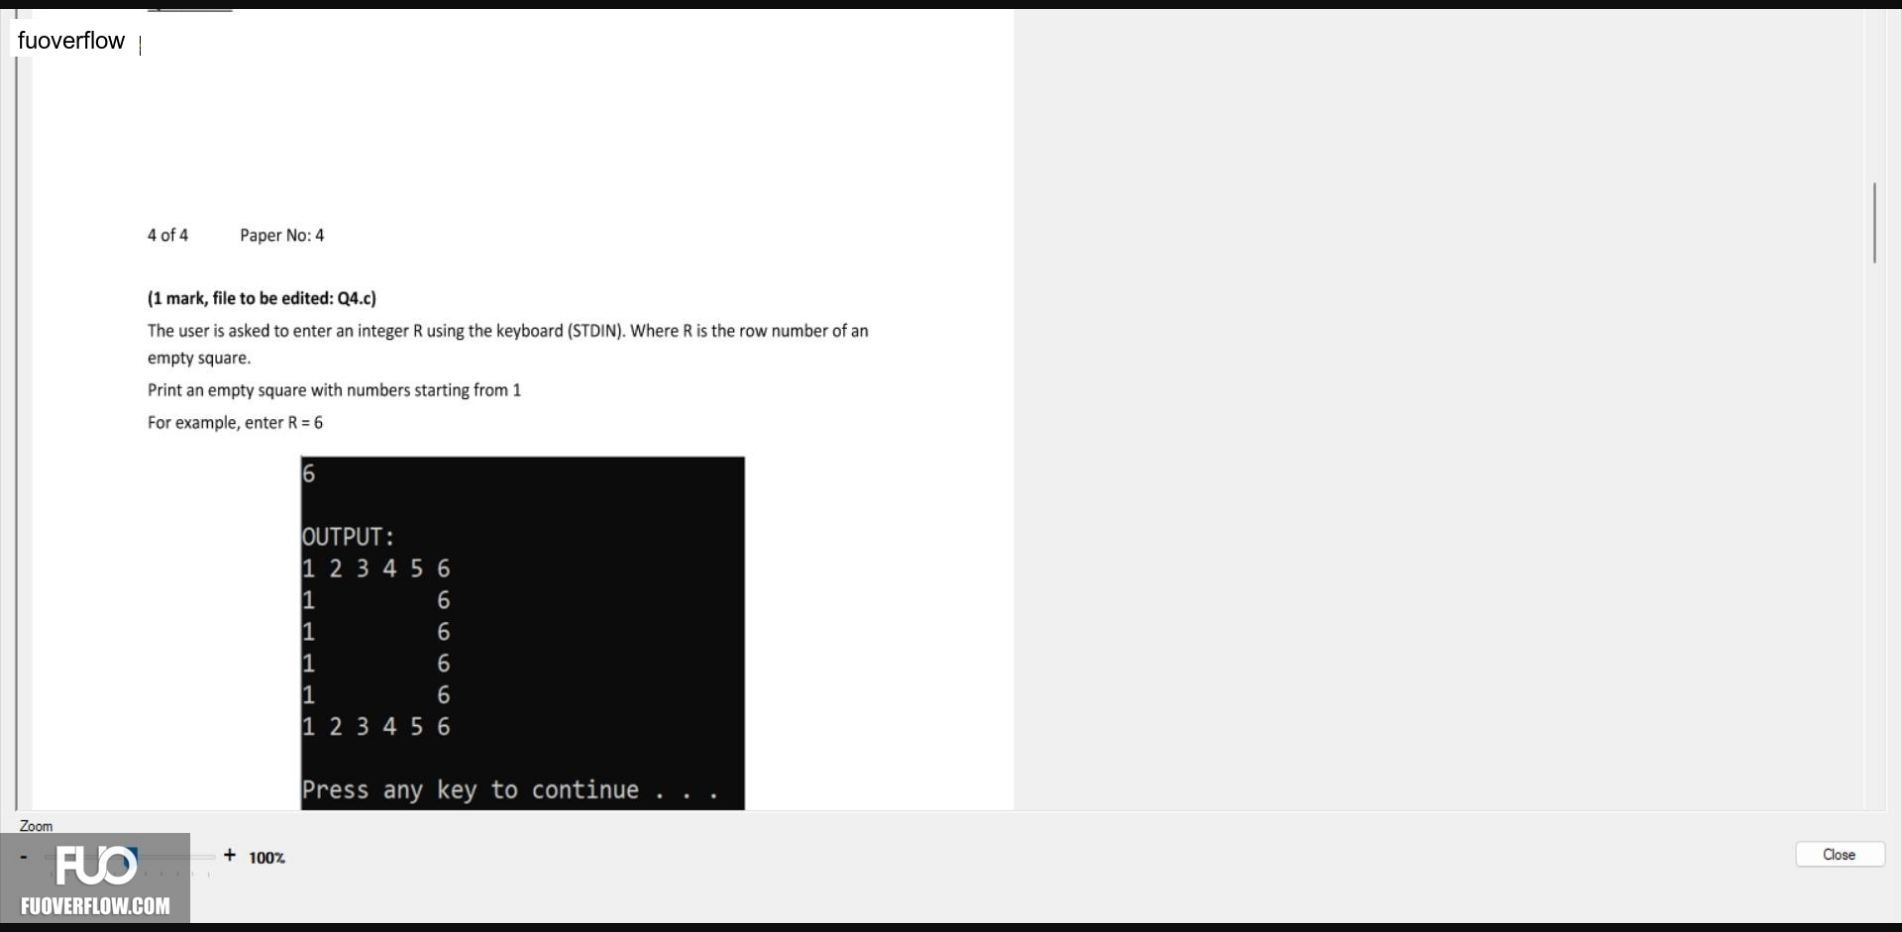 fuoverflow
4 of 4 Paper No: 4
(1 mark, file to be edited: Q4.c)
The user is asked to enter an integer R using the keyboard (STDIN). Where R is the row number of an
empty square.
Print an empty square with numbers starting from 1
For example, enter R = 6
6
OUTPUT:
1 2 3 4 5 6
1         6
1         6
1         6
1         6
1 2 3 4 5 6
Press any key to continue . . .
Zoom
- + 100%
Close
FUO
FUOVERFLOW.COM